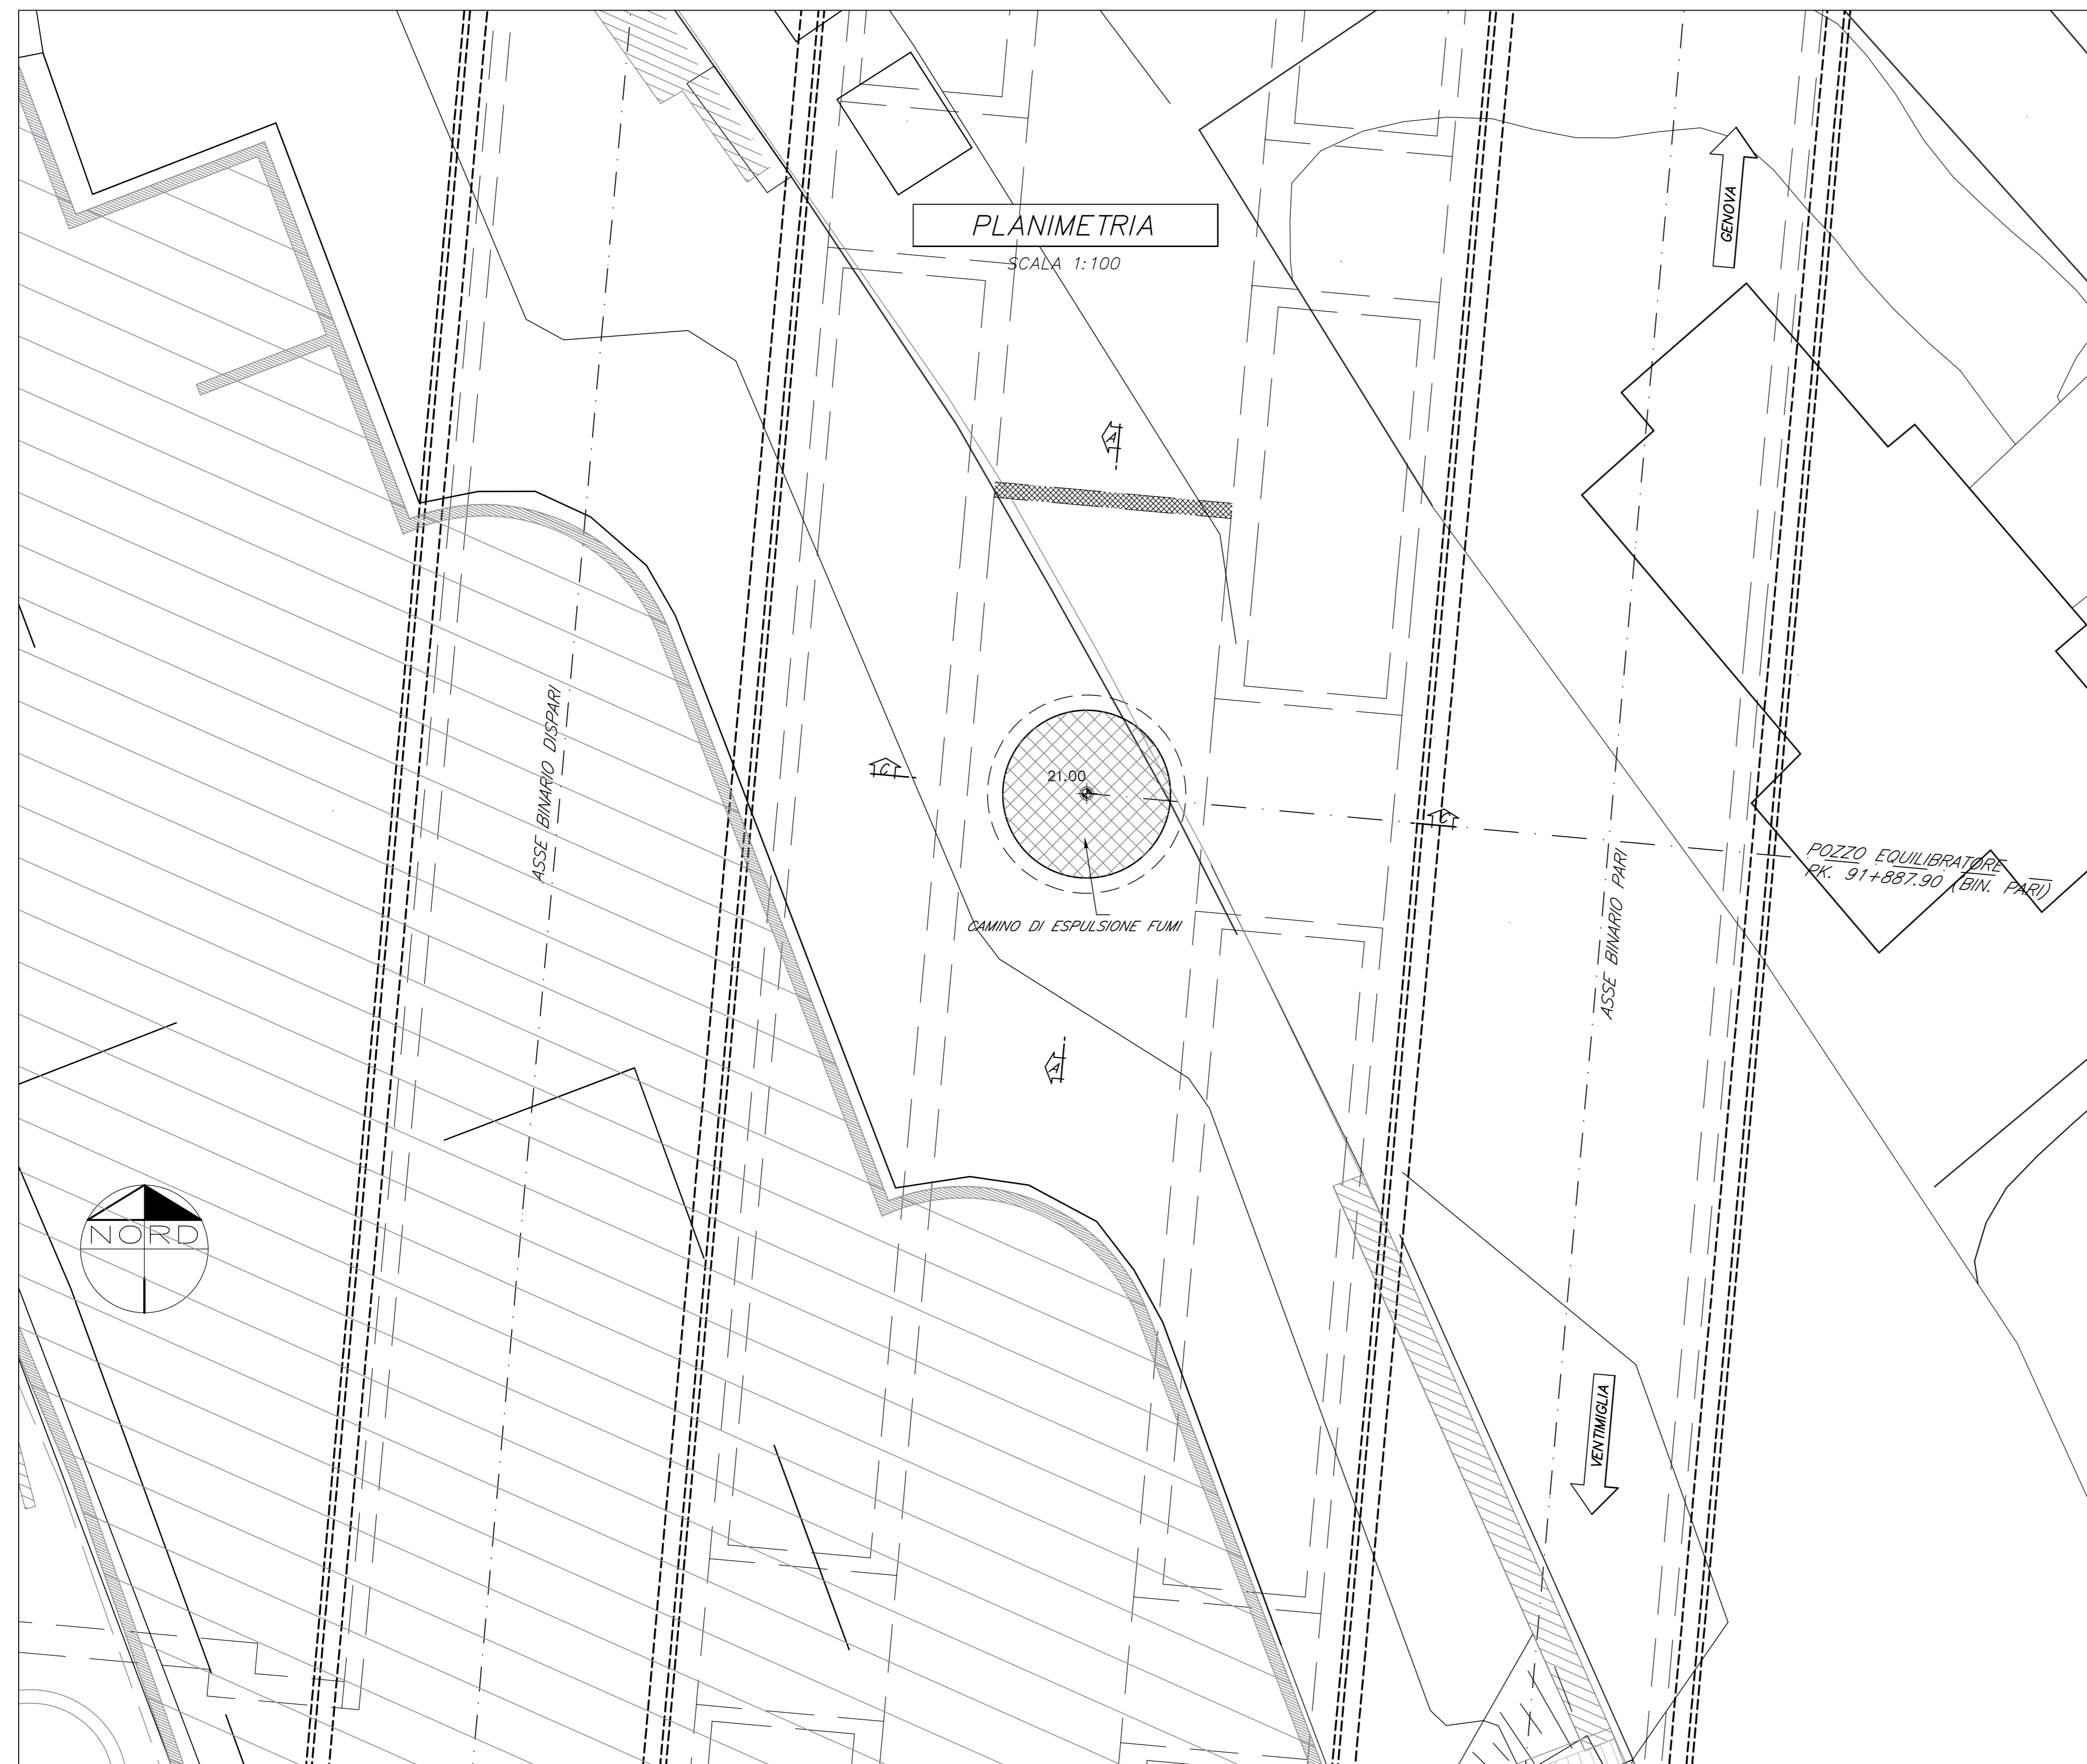 PLANIMETRIA
SCALA 1:100
GENOVA
A
ASSE BINARIO DISPARI
C
21.00
C
POZZO EQUILIBRATORE
PK. 91+887.90 (BIN. PARI)
ASSE BINARIO PARI
CAMINO DI ESPULSIONE FUMI
A
NORD
VENTIMIGLIA